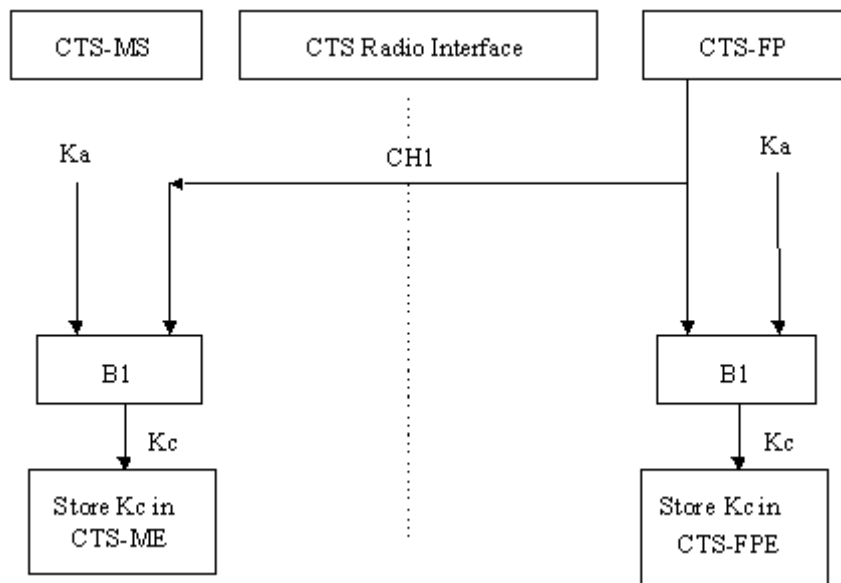 CTS-MS
CTS Radio Interface
CTS-FP
Ka
CH1
Ka
B1
B1
Kc
Kc
Store Kc in
CTS-ME
Store Kc in
CTS-FPE